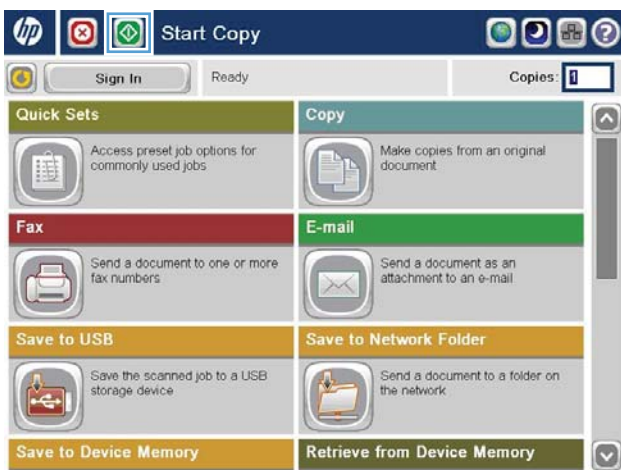 hp
Start Copy
?
Sign In
Ready
Copies: 1
Quick Sets
Access preset job options for
commonly used jobs
Copy
Make copies from an original
document
Fax
Send a document to one or more
fax numbers
E-mail
Send a document as an
attachment to an e-mail
Save to USB
Save the scanned job to a USB
storage device
Save to Network Folder
Send a document to a folder on
the network
Save to Device Memory
Retrieve from Device Memory